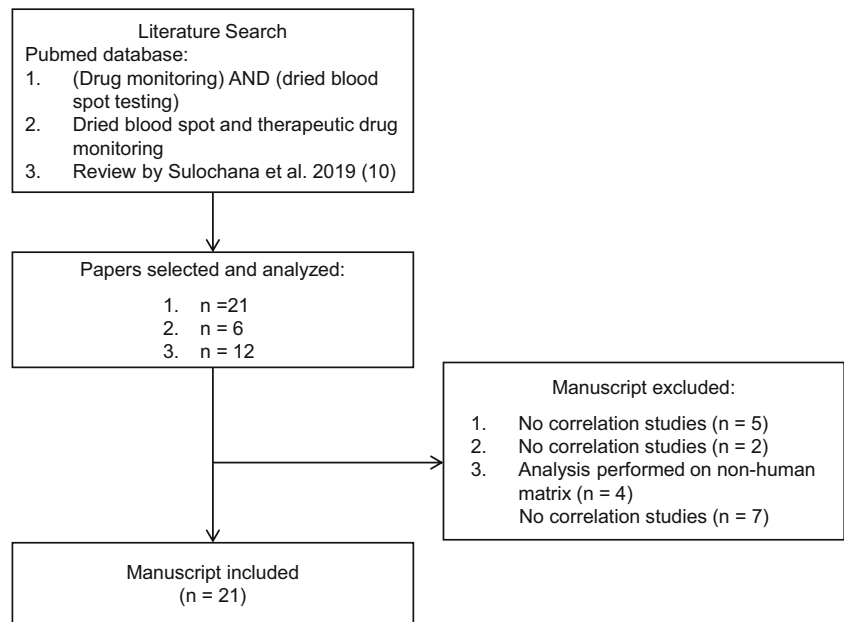 Literature Search
Pubmed database:
1. (Drug monitoring) AND (dried blood
spot testing)
2. Dried blood spot and therapeutic drug
monitoring
3. Review by Sulochana et al. 2019 (10)
Papers selected and analyzed:
1. n =21
2. n = 6
3. n = 12
Manuscript excluded:
1. No correlation studies (n = 5)
2. No correlation studies (n = 2)
3. Analysis performed on non-human
matrix (n = 4)
No correlation studies (n = 7)
Manuscript included
(n = 21)